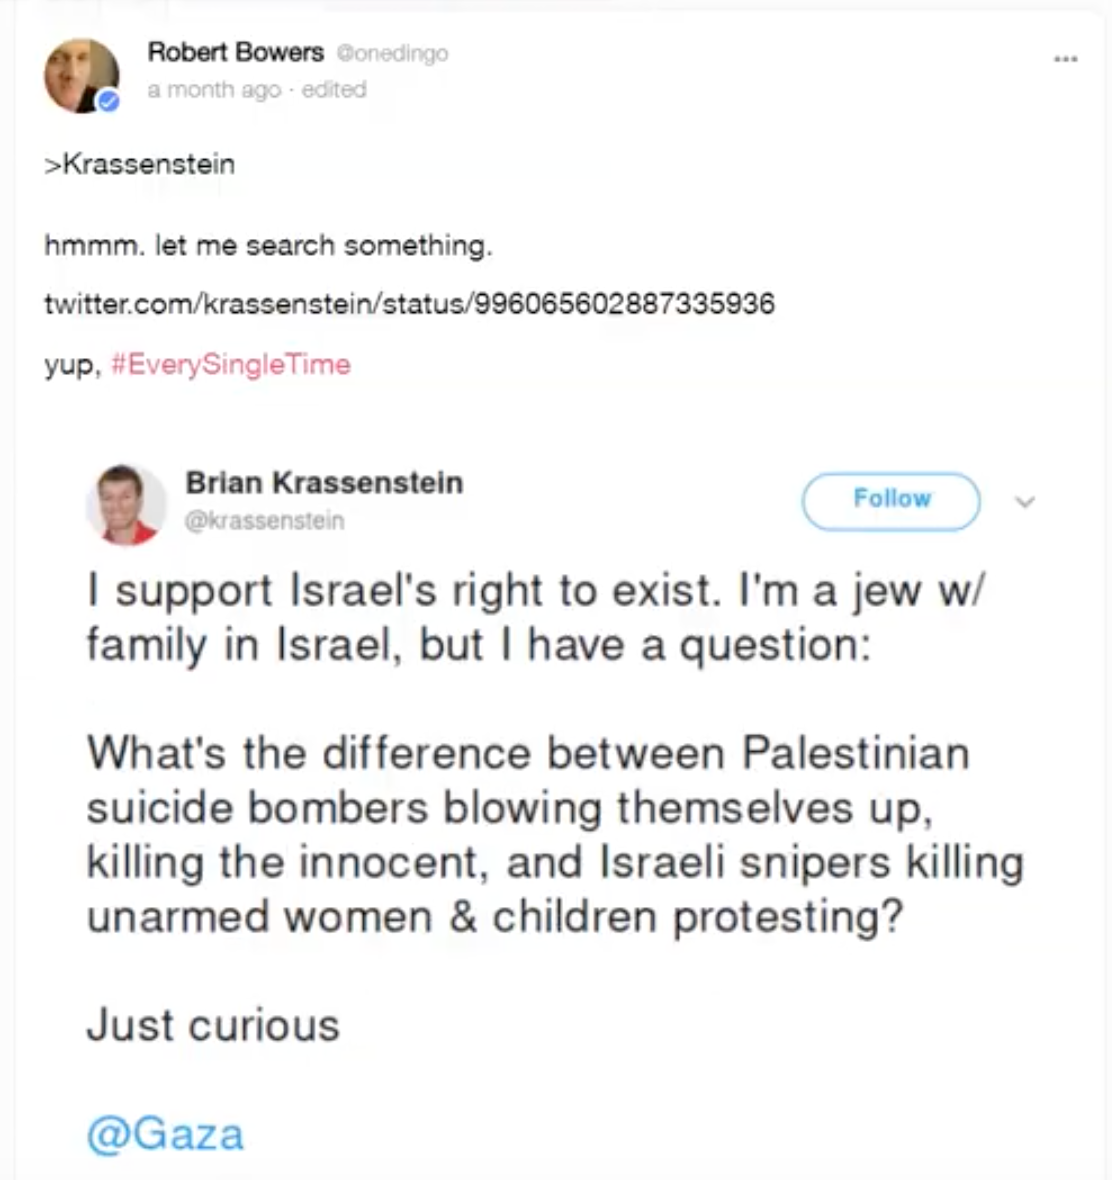 Robert Bowers @onedingo
a month ago · edited
>Krassenstein
hmmm. let me search something.
twitter.com/krassenstein/status/996065602887335936
yup, #EverySingleTime
Brian Krassenstein
@krassenstein
Follow
I support Israel's right to exist. I'm a jew w/
family in Israel, but I have a question:
What's the difference between Palestinian
suicide bombers blowing themselves up,
killing the innocent, and Israeli snipers killing
unarmed women & children protesting?
Just curious
@Gaza